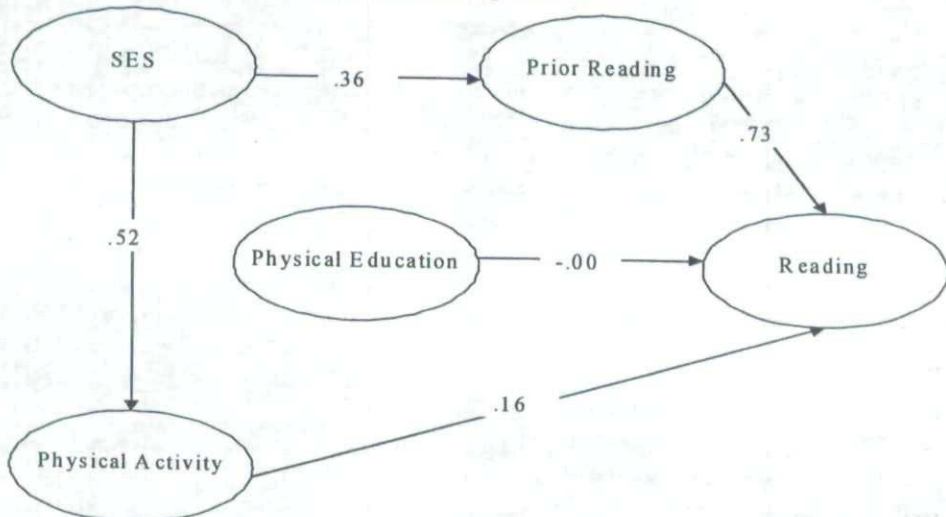 SES
.36
Prior Reading
.73
.52
Physical Education
-.00
Reading
.16
Physical Activity